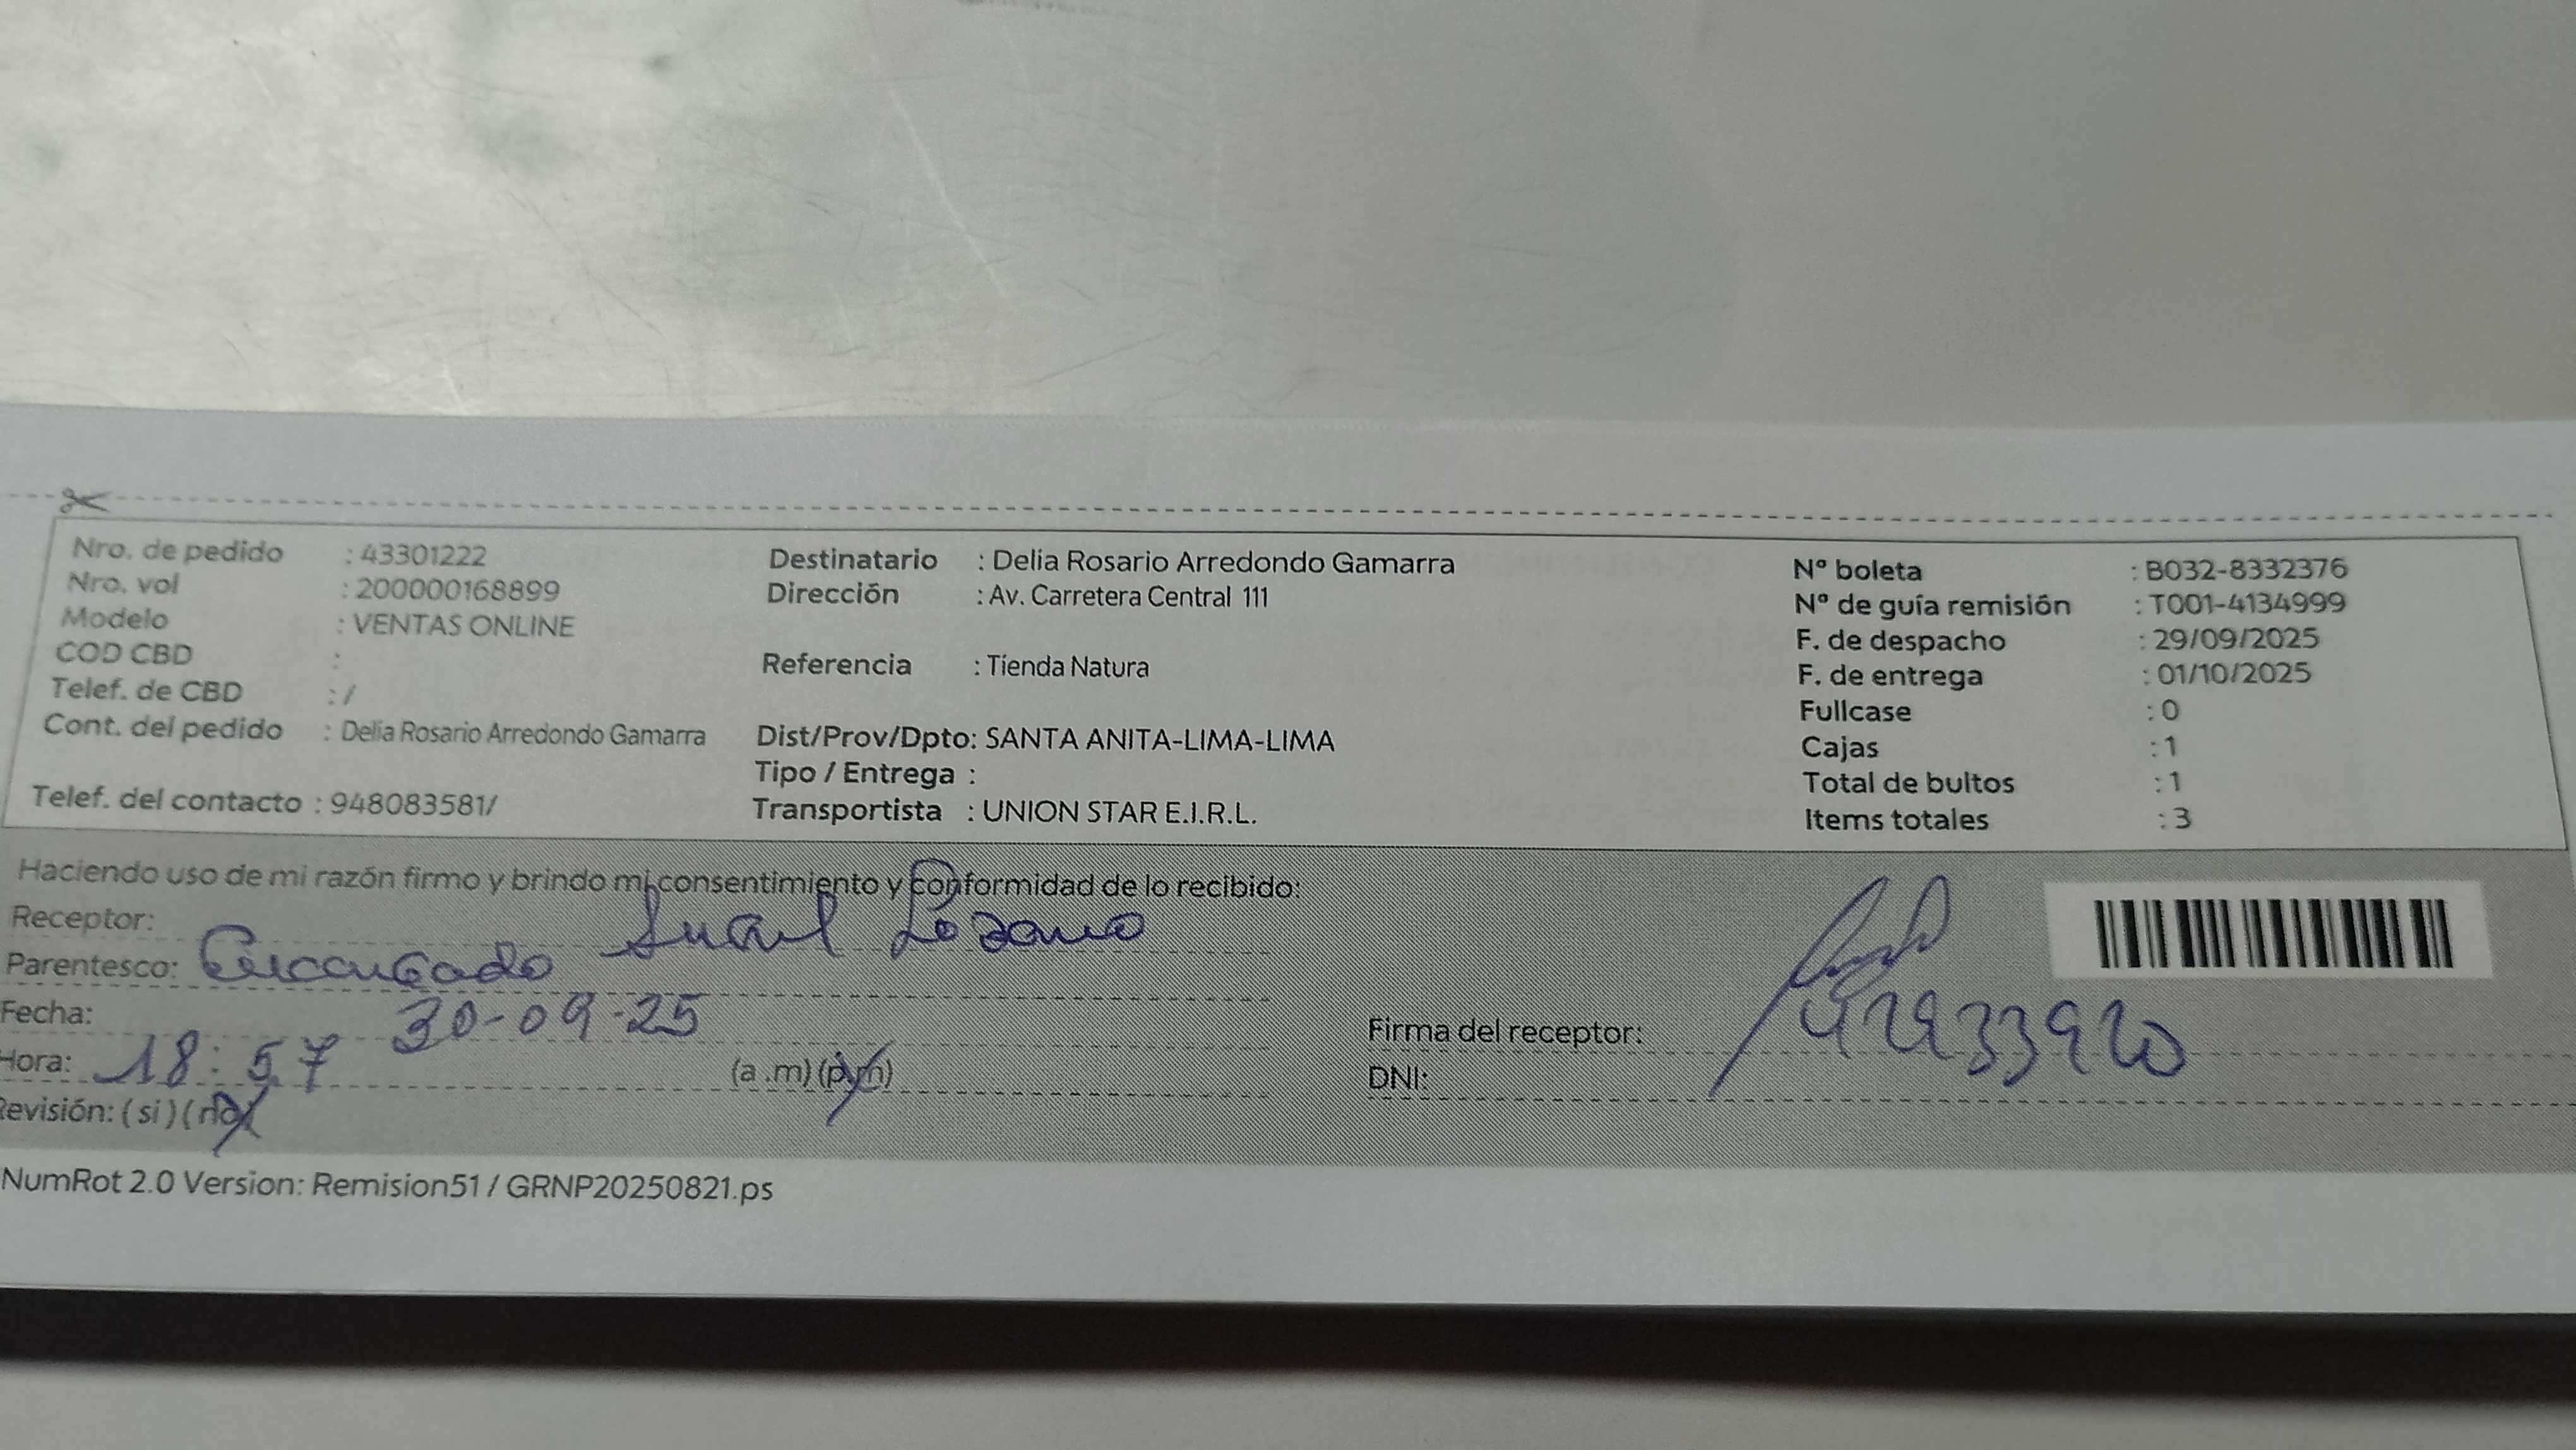 Nro. de pedido : 43301222
Nro. vol : 200000168899
Modelo : VENTAS ONLINE
COD CBD :
Telef. de CBD : /
Cont. del pedido : Delia Rosario Arredondo Gamarra
Telef. del contacto : 948083581/
Destinatario : Delia Rosario Arredondo Gamarra
Dirección : Av. Carretera Central 111
Referencia : Tienda Natura
Dist/Prov/Dpto: SANTA ANITA-LIMA-LIMA
Tipo / Entrega :
Transportista : UNION STAR E.I.R.L.
Nº boleta : B032-8332376
Nº de guía remisión : T001-4134999
F. de despacho : 29/09/2025
F. de entrega : 01/10/2025
Fullcase : 0
Cajas : 1
Total de bultos : 1
Items totales : 3
Haciendo uso de mi razón firmo y brindo mi consentimiento y conformidad de lo recibido:
Receptor: Lozano
Parentesco: Encargado
Fecha: 30-09-25
Hora: 18:57 (a .m) (p.m)
Revisión: ( si ) ( no )
Firma del receptor:
DNI: 42933920
NumRot 2.0 Version: Remision51 / GRNP20250821.ps